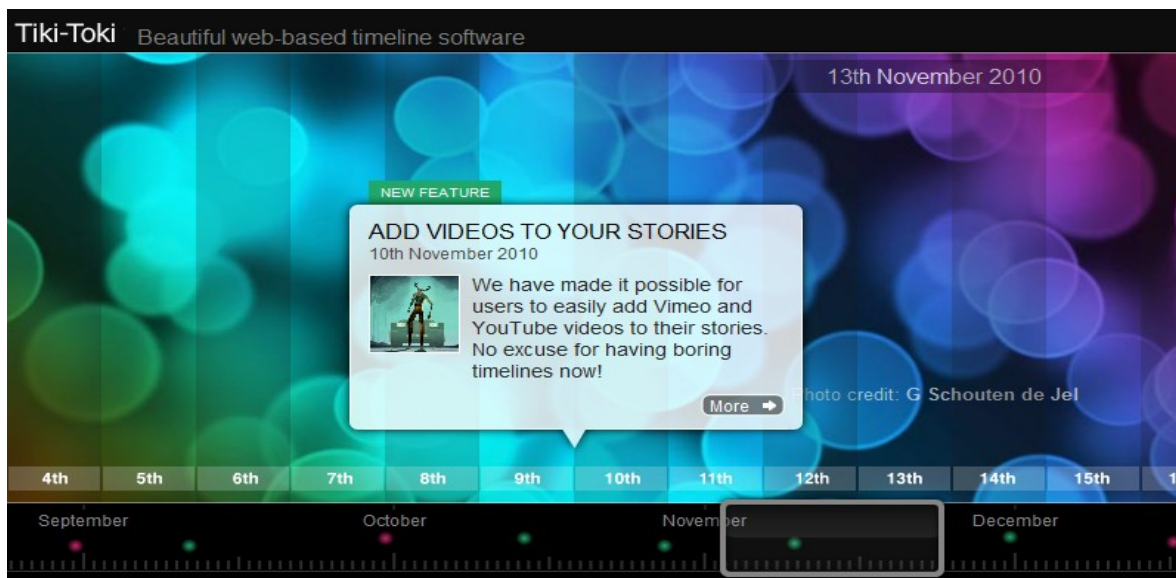 Tiki-Toki Beautiful web-based timeline software
13th November 2010
NEW FEATURE
ADD VIDEOS TO YOUR STORIES
10th November 2010
We have made it possible for
users to easily add Vimeo and
YouTube videos to their stories.
No excuse for having boring
timelines now!
More
Photo credit: G Schouten de Jel
4th 5th 6th 7th 8th 9th 10th 11th 12th 13th 14th 15th
September October November December